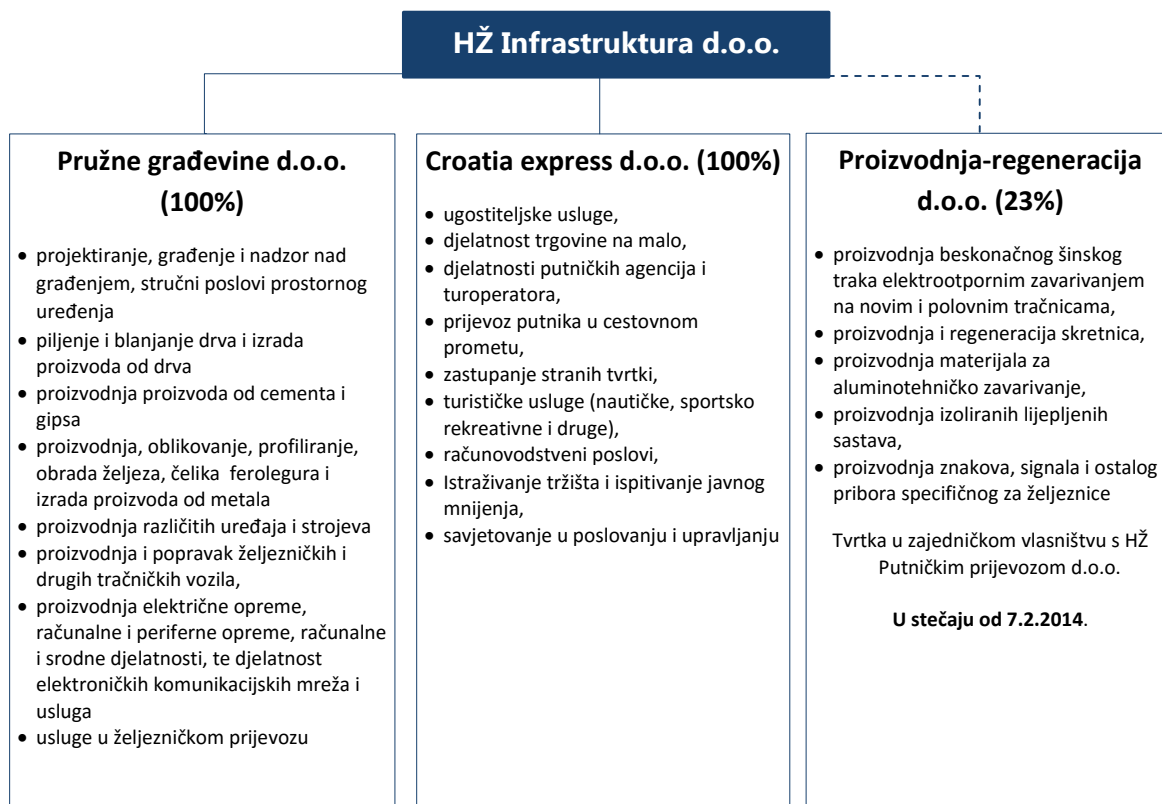 HŽ Infrastruktura d.o.o.
Pružne građevine d.o.o.
(100%)
• projektiranje, građenje i nadzor nad
građenjem, stručni poslovi prostornog
uređenja
• piljenje i blanjanje drva i izrada
proizvoda od drva
• proizvodnja proizvoda od cementa i
gipsa
• proizvodnja, oblikovanje, profiliranje,
obrada željeza, čelika  ferolegura i
izrada proizvoda od metala
• proizvodnja različitih uređaja i strojeva
• proizvodnja i popravak željezničkih i
drugih tračničkih vozila,
• proizvodnja električne opreme,
računalne i periferne opreme, računalne
i srodne djelatnosti, te djelatnost
elektroničkih komunikacijskih mreža i
usluga
• usluge u željezničkom prijevozu
Croatia express d.o.o. (100%)
• ugostiteljske usluge,
• djelatnost trgovine na malo,
• djelatnosti putničkih agencija i
turoperatora,
• prijevoz putnika u cestovnom
prometu,
• zastupanje stranih tvrtki,
• turističke usluge (nautičke, sportsko
rekreativne i druge),
• računovodstveni poslovi,
• Istraživanje tržišta i ispitivanje javnog
mnijenja,
• savjetovanje u poslovanju i upravljanju
Proizvodnja-regeneracija
d.o.o. (23%)
• proizvodnja beskonačnog šinskog
traka elektrootpornim zavarivanjem
na novim i polovnim tračnicama,
• proizvodnja i regeneracija skretnica,
• proizvodnja materijala za
aluminotehničko zavarivanje,
• proizvodnja izoliranih lijepljenih
sastava,
• proizvodnja znakova, signala i ostalog
pribora specifičnog za željeznice
Tvrtka u zajedničkom vlasništvu s HŽ
Putničkim prijevozom d.o.o.
U stečaju od 7.2.2014.